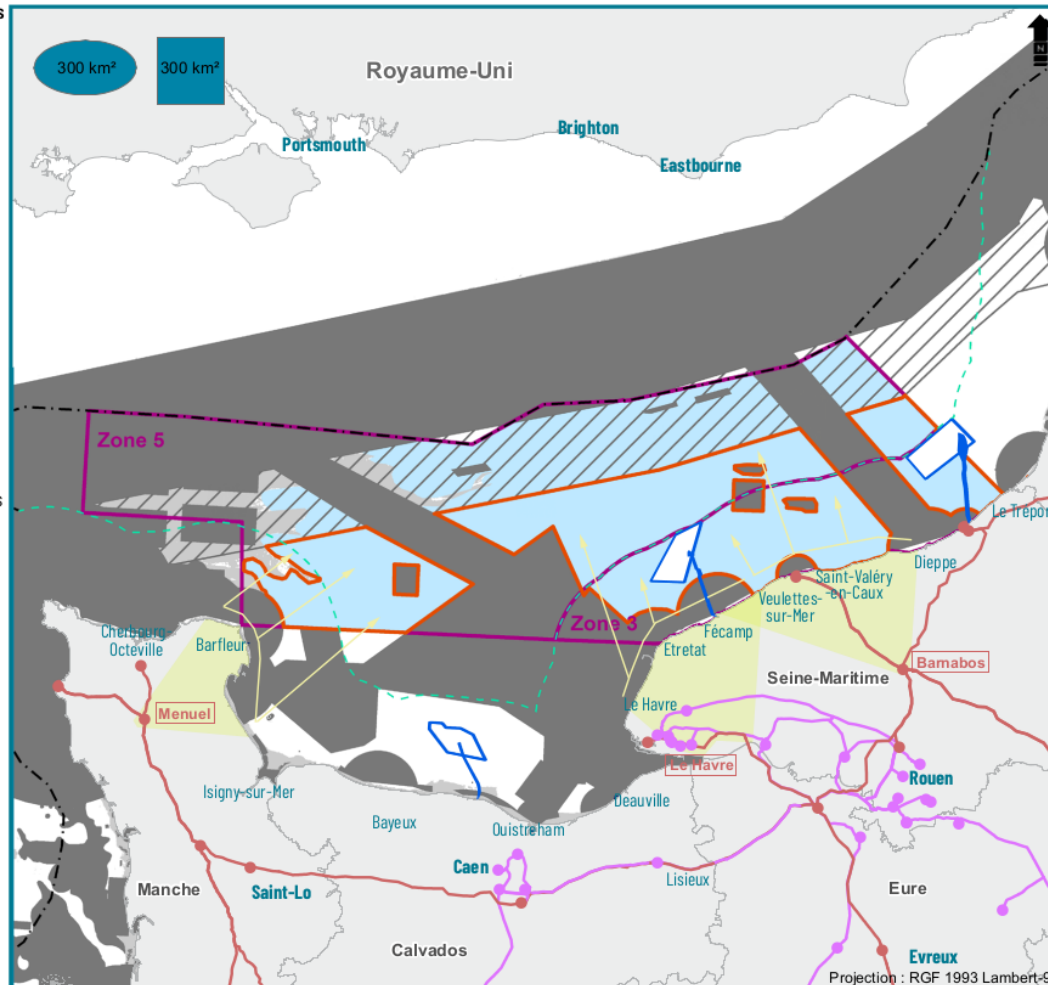 s
300 km²
300 km²
N
Royaume-Uni
Portsmouth
Brighton
Eastbourne
Zone 5
s
Le Trépor
Dieppe
Saint-Valéry
-en-Caux
Veulettes-
sur-Mer
Zone 3
Fécamp
Etretat
Cherbourg-
Octeville
Barfleur
Barnabos
Seine-Maritime
Menuel
Le Havre
Le Havre
Rouen
Isigny-sur-Mer
Deauville
Bayeux
Ouistreham
Caen
Lisieux
Manche
Saint-Lo
Eure
Calvados
Evreux
Projection : RGF 1993 Lambert-9